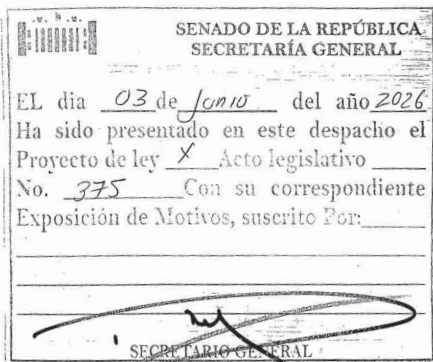 SENADO DE LA REPÚBLICA
SECRETARÍA GENERAL
EL dia 03 de Junio del año 2026
Ha sido presentado en este despacho el
Proyecto de ley X Acto legislativo
No. 375 Con su correspondiente
Exposición de Motivos, suscrito Por:
SECRETARIO GENERAL